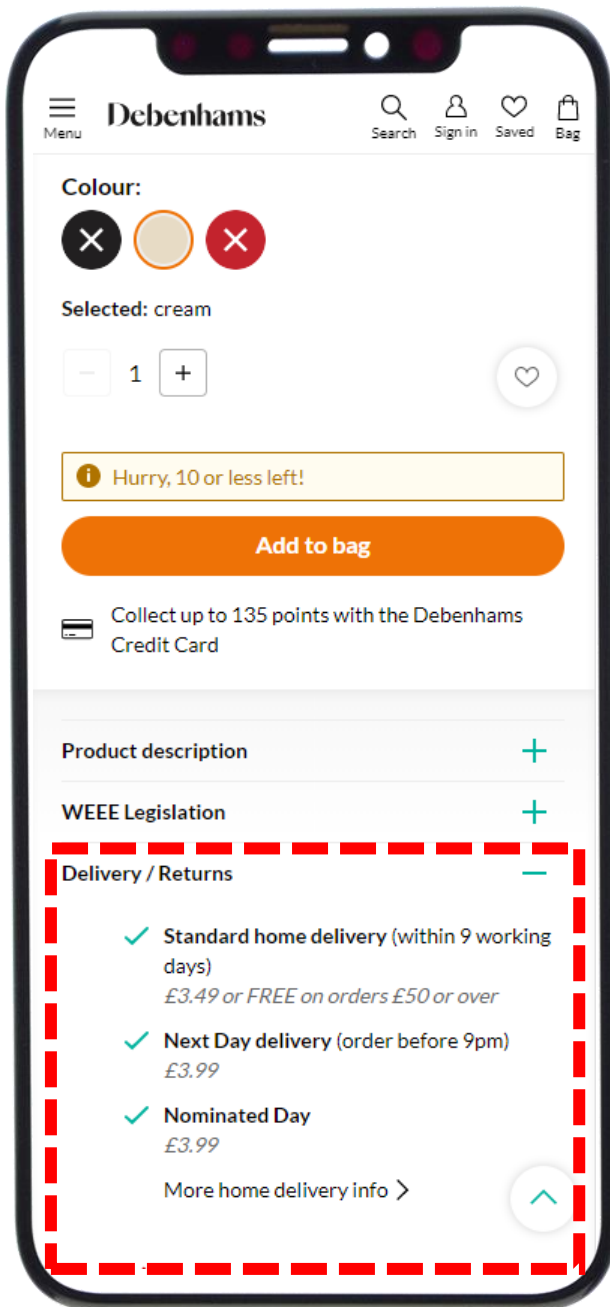 Menu
Debenhams
Search
Sign in
Saved
Bag
Colour:
Selected: cream
1
Hurry, 10 or less left!
Add to bag
Collect up to 135 points with the Debenhams
Credit Card
Product description
WEEE Legislation
Delivery / Returns
Standard home delivery (within 9 working
days)
£3.49 or FREE on orders £50 or over
Next Day delivery (order before 9pm)
£3.99
Nominated Day
£3.99
More home delivery info